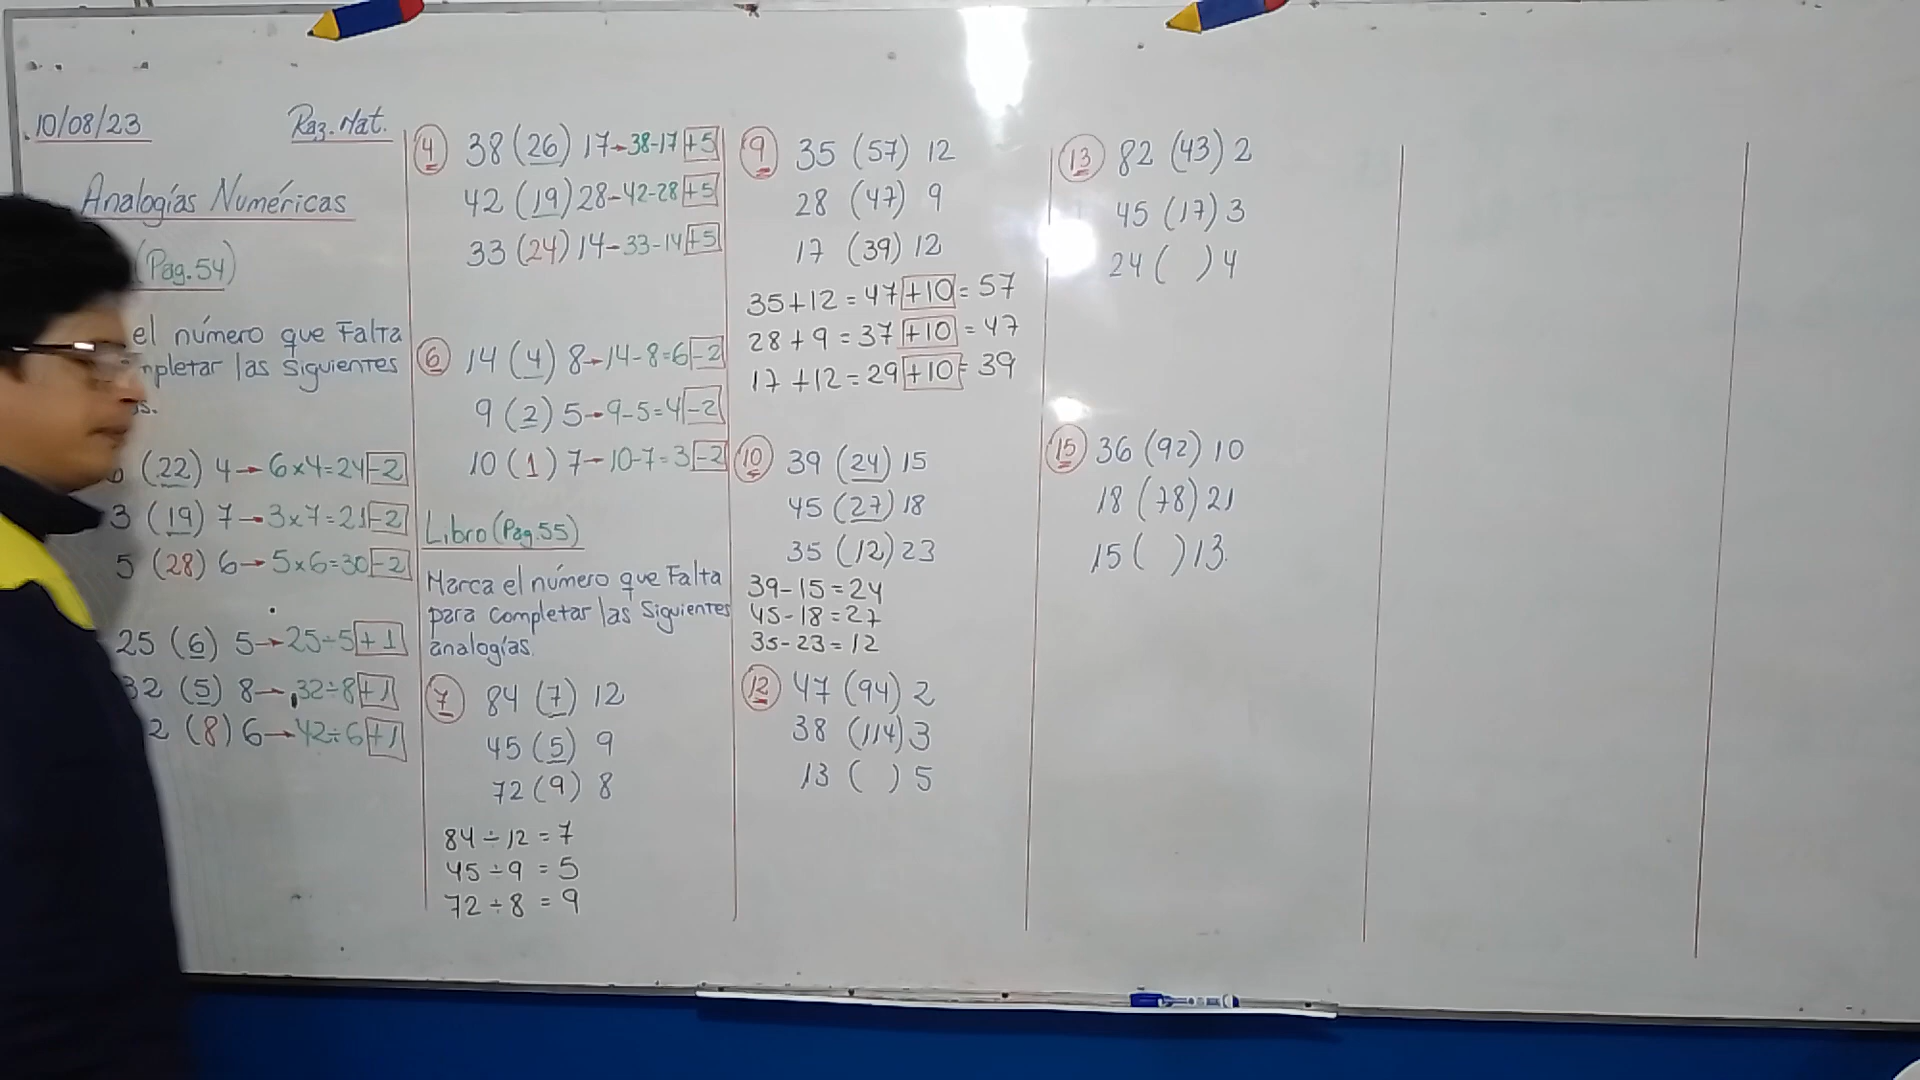 10/08/23
Raz. Mat.
Analogías Numéricas
(Pág. 54)
el número que Falta
mpletar las siguientes
as.
(22) 4→6x4=24 -2
3 (19) 7→3x7=21 -2
5 (28) 6→5x6=30 -2
25 (6) 5→25÷5 +1
32 (5) 8→32÷8 +1
2 (8) 6→42÷6 +1
4 38 (26) 17→38-17 +5
42 (19) 28-42-28 +5
33 (24) 14-33-14 +5
6 14 (4) 8→14-8=6 -2
9 (2) 5→9-5=4 -2
10 (1) 7→10-7=3 -2
Libro (Pág. 55)
Marca el número que Falta
para completar las siguientes
analogías.
7 84 (7) 12
45 (5) 9
72 (9) 8
84÷12=7
45÷9=5
72÷8=9
9 35 (57) 12
28 (47) 9
17 (39) 12
35+12=47 +10=57
28+9=37 +10=47
17+12=29 +10=39
10 39 (24) 15
45 (27) 18
35 (12) 23
39-15=24
45-18=27
35-23=12
12 47 (94) 2
38 (114) 3
13 ( ) 5
13 82 (43) 2
45 (17) 3
24 ( ) 4
15 36 (92) 10
18 (78) 21
15 ( ) 13.